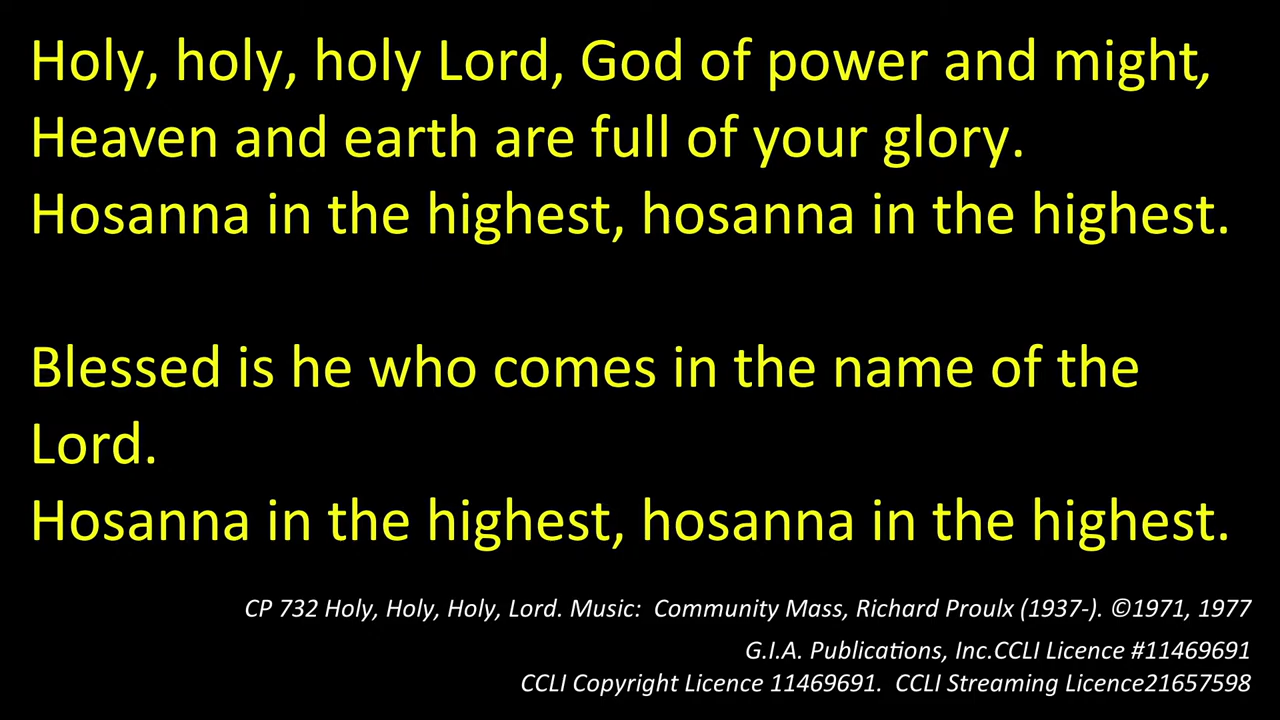 Holy, holy, holy Lord, God of power and might,
Heaven and earth are full of your glory.
Hosanna in the highest, hosanna in the highest.
Blessed is he who comes in the name of the
Lord.
Hosanna in the highest, hosanna in the highest.
CP 732 Holy, Holy, Holy, Lord. Music:  Community Mass, Richard Proulx (1937-). ©1971, 1977
G.I.A. Publications, Inc.CCLI Licence #11469691
CCLI Copyright Licence 11469691.  CCLI Streaming Licence21657598